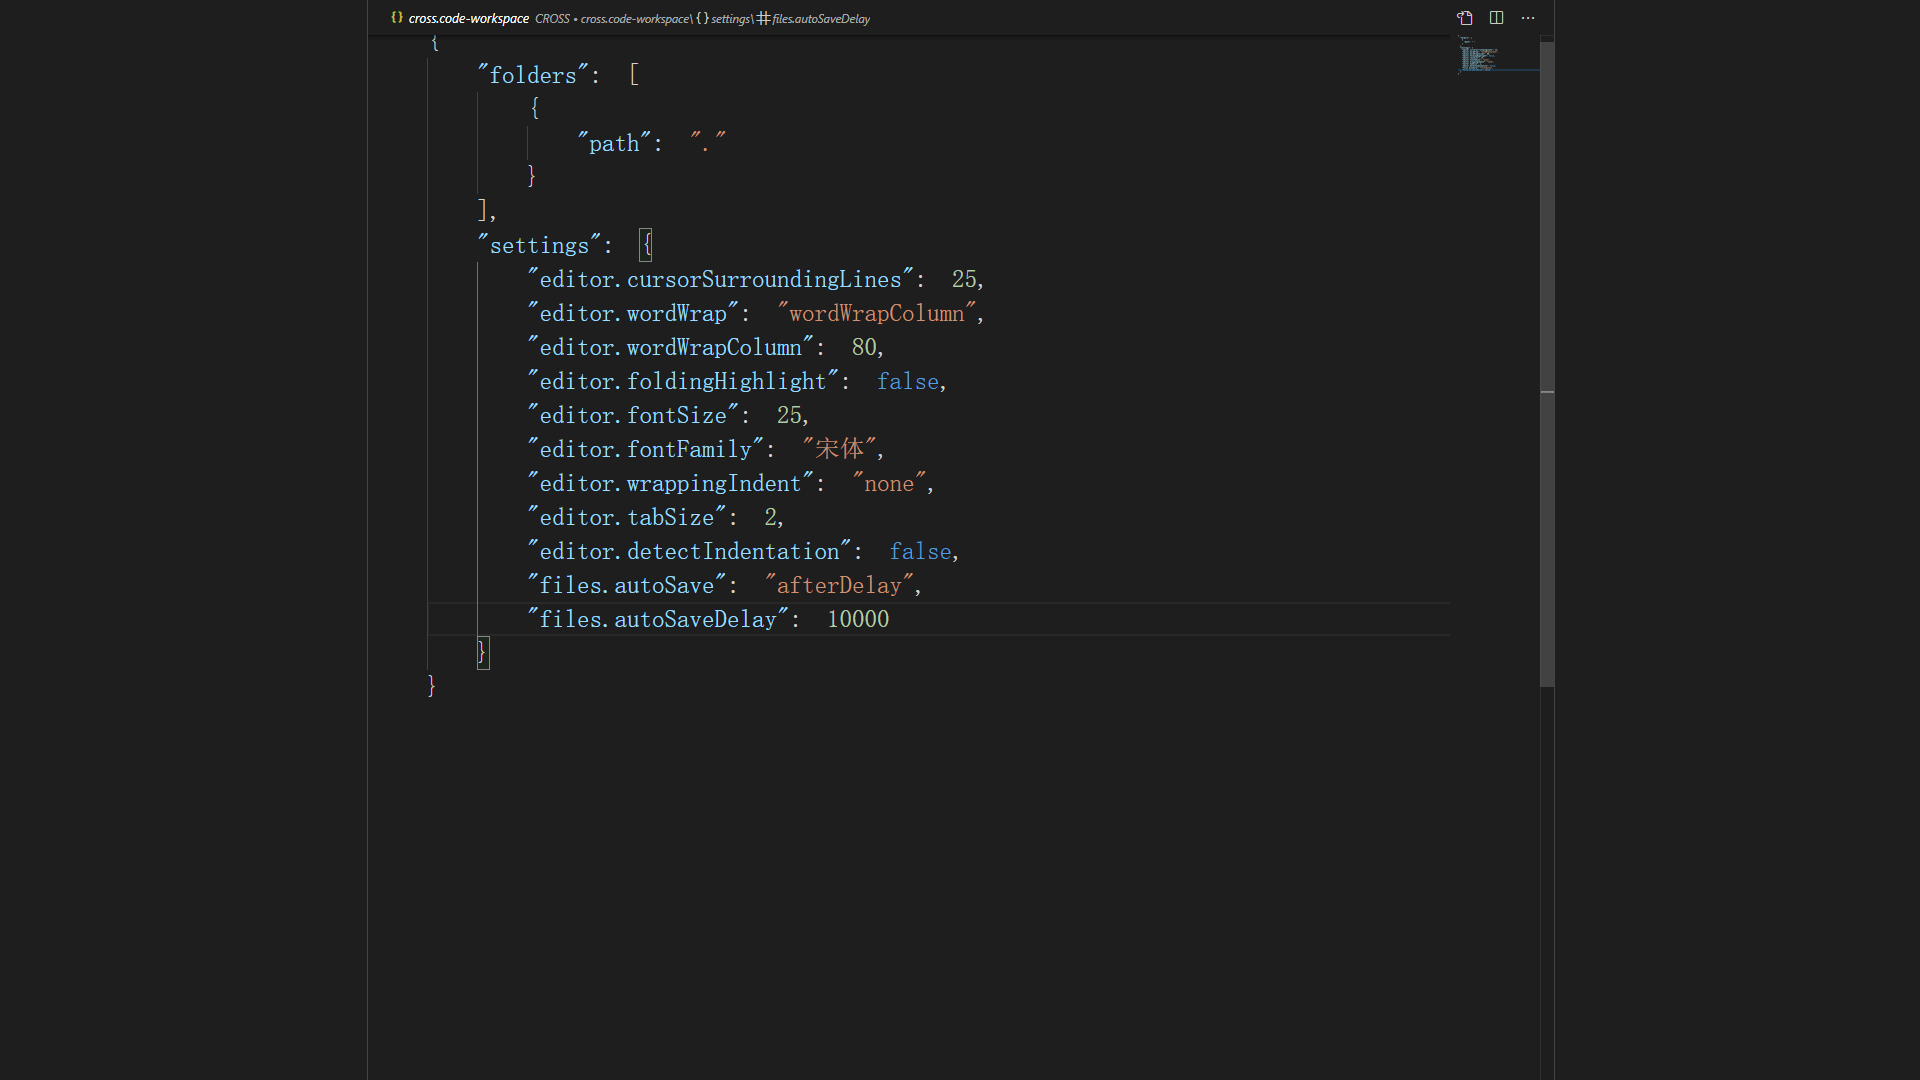 {} cross.code-workspace CROSS • cross.code-workspace\ {} settings\ # files.autoSaveDelay
{
"folders": [
{
"path": "."
}
],
"settings": {
"editor.cursorSurroundingLines": 25,
"editor.wordWrap": "wordWrapColumn",
"editor.wordWrapColumn": 80,
"editor.foldingHighlight": false,
"editor.fontSize": 25,
"editor.fontFamily": "宋体",
"editor.wrappingIndent": "none",
"editor.tabSize": 2,
"editor.detectIndentation": false,
"files.autoSave": "afterDelay",
"files.autoSaveDelay": 10000
}
}